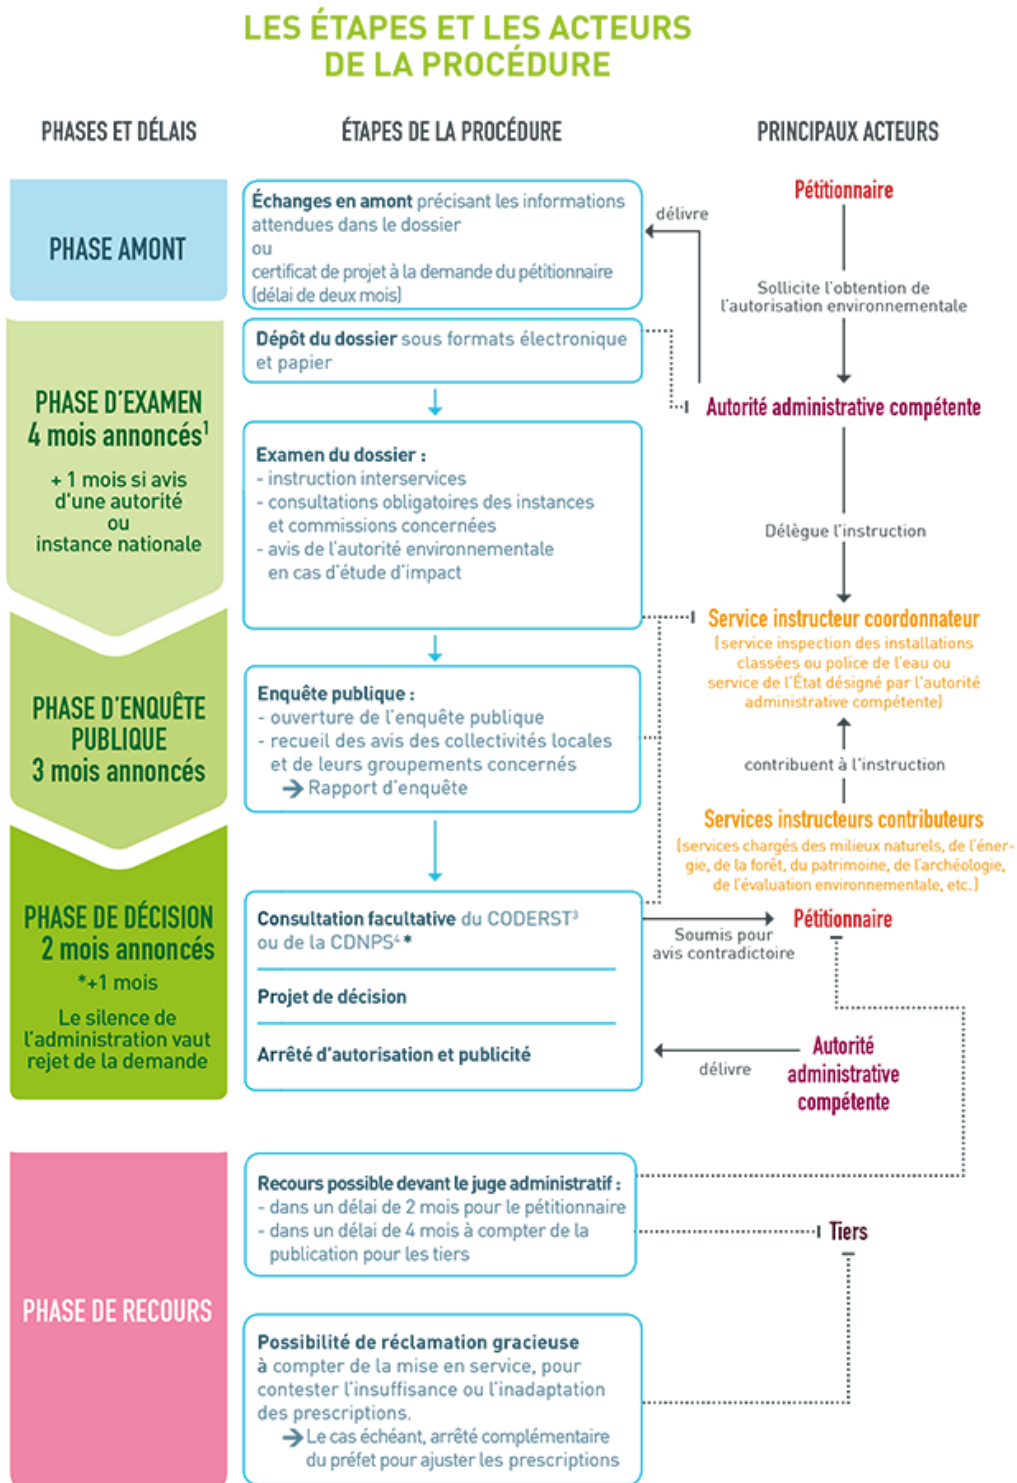 LES ÉTAPES ET LES ACTEURS
DE LA PROCÉDURE
PHASES ET DÉLAIS
ÉTAPES DE LA PROCÉDURE
PRINCIPAUX ACTEURS
PHASE AMONT
Échanges en amont précisant les informations
attendues dans le dossier
ou
certificat de projet à la demande du pétitionnaire
(délai de deux mois)
délivre
Pétitionnaire
Sollicite l'obtention de
l'autorisation environnementale
PHASE D'EXAMEN
4 mois annoncés¹
+ 1 mois si avis
d'une autorité
ou
instance nationale
Dépôt du dossier sous formats électronique
et papier
Autorité administrative compétente
Examen du dossier :
- instruction interservices
- consultations obligatoires des instances
et commissions concernées
- avis de l'autorité environnementale
en cas d'étude d'impact
Délègue l'instruction
Service instructeur coordonnateur
(service inspection des installations
classées ou police de l'eau ou
service de l'État désigné par l'autorité
administrative compétente)
PHASE D'ENQUÊTE
PUBLIQUE
3 mois annoncés
Enquête publique :
- ouverture de l'enquête publique
- recueil des avis des collectivités locales
et de leurs groupements concernés
→ Rapport d'enquête
contribuent à l'instruction
Services instructeurs contributeurs
(services chargés des milieux naturels, de l'éner-
gie, de la forêt, du patrimoine, de l'archéologie,
de l'évaluation environnementale, etc.)
PHASE DE DÉCISION
2 mois annoncés
*+1 mois
Le silence de
l'administration vaut
rejet de la demande
Consultation facultative du CODERST³
ou de la CDNPS⁴ *
Projet de décision
Arrêté d'autorisation et publicité
Soumis pour
avis contradictoire
Pétitionnaire
délivre
Autorité
administrative
compétente
PHASE DE RECOURS
Recours possible devant le juge administratif :
- dans un délai de 2 mois pour le pétitionnaire
- dans un délai de 4 mois à compter de la
publication pour les tiers
Tiers
Possibilité de réclamation gracieuse
à compter de la mise en service, pour
contester l'insuffisance ou l'inadaptation
des prescriptions.
→ Le cas échéant, arrêté complémentaire
du préfet pour ajuster les prescriptions